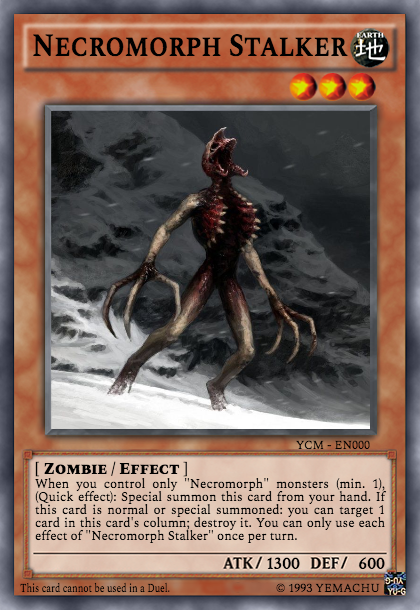 NECROMORPH STALKER
EARTH
地
YCM - EN000
[ ZOMBIE / EFFECT ]
When you control only "Necromorph" monsters (min. 1),
(Quick effect): Special summon this card from your hand. If
this card is normal or special summoned: you can target 1
card in this card's column; destroy it. You can only use each
effect of "Necromorph Stalker" once per turn.
ATK / 1300 DEF / 600
This card cannot be used in a Duel.
© 1993 YEMACHU